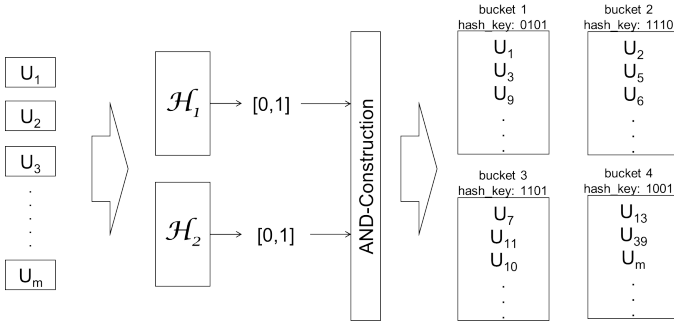 U1
U2
U3
.
.
.
.
.
Um
H1
[0,1]
H2
[0,1]
AND-Construction
bucket 1
hash_key: 0101
U1
U3
U9
.
.
.
bucket 2
hash_key: 1110
U2
U5
U6
.
.
.
bucket 3
hash_key: 1101
U7
U11
U10
.
.
.
bucket 4
hash_key: 1001
U13
U39
Um
.
.
.